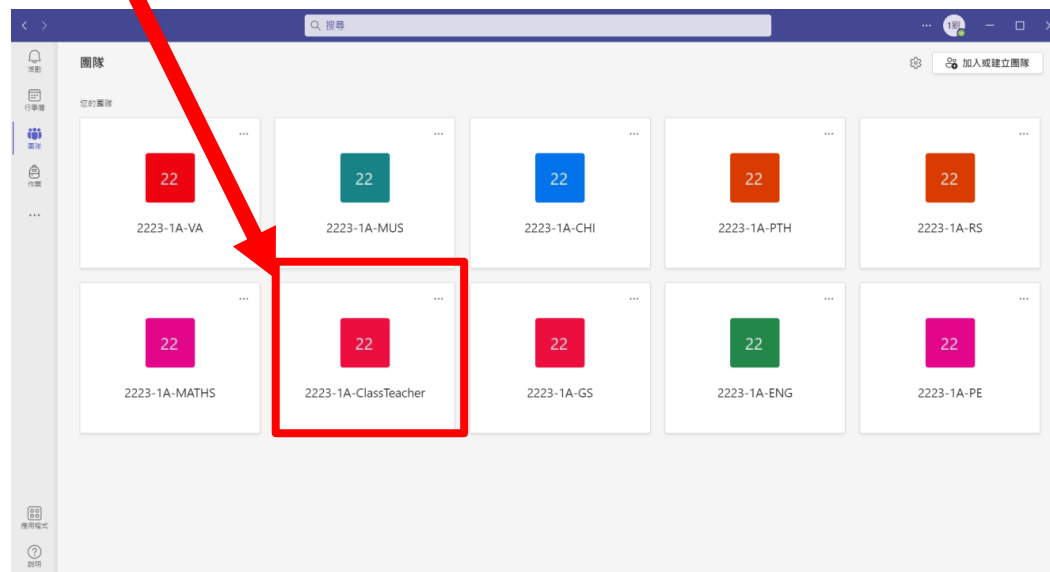 搜尋
活動
團隊
加入或建立團隊
行事曆
您的團隊
團隊
22
22
22
22
22
作業
2223-1A-VA
2223-1A-MUS
2223-1A-CHI
2223-1A-PTH
2223-1A-RS
22
22
22
22
22
2223-1A-MATHS
2223-1A-ClassTeacher
2223-1A-GS
2223-1A-ENG
2223-1A-PE
應用程式
說明